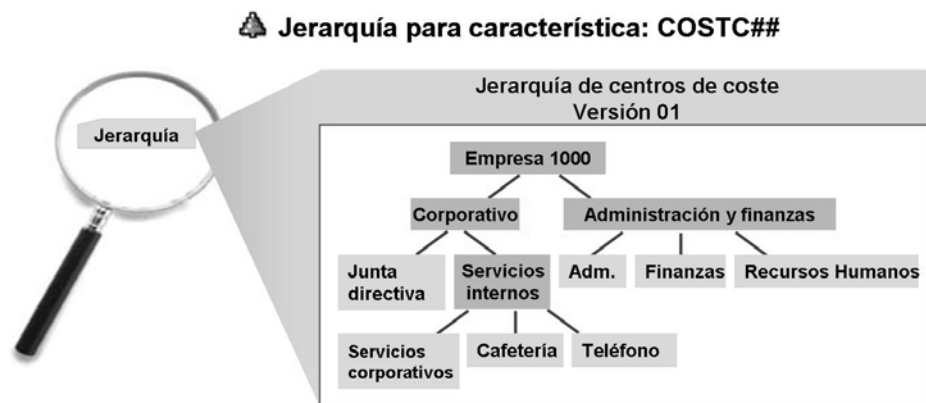 Jerarquía para característica: COSTC##
Jerarquía de centros de coste
Versión 01
Jerarquía
Empresa 1000
Corporativo
Administración y finanzas
Junta
directiva
Servicios
internos
Adm.
Finanzas
Recursos Humanos
Servicios
corporativos
Cafetería
Teléfono